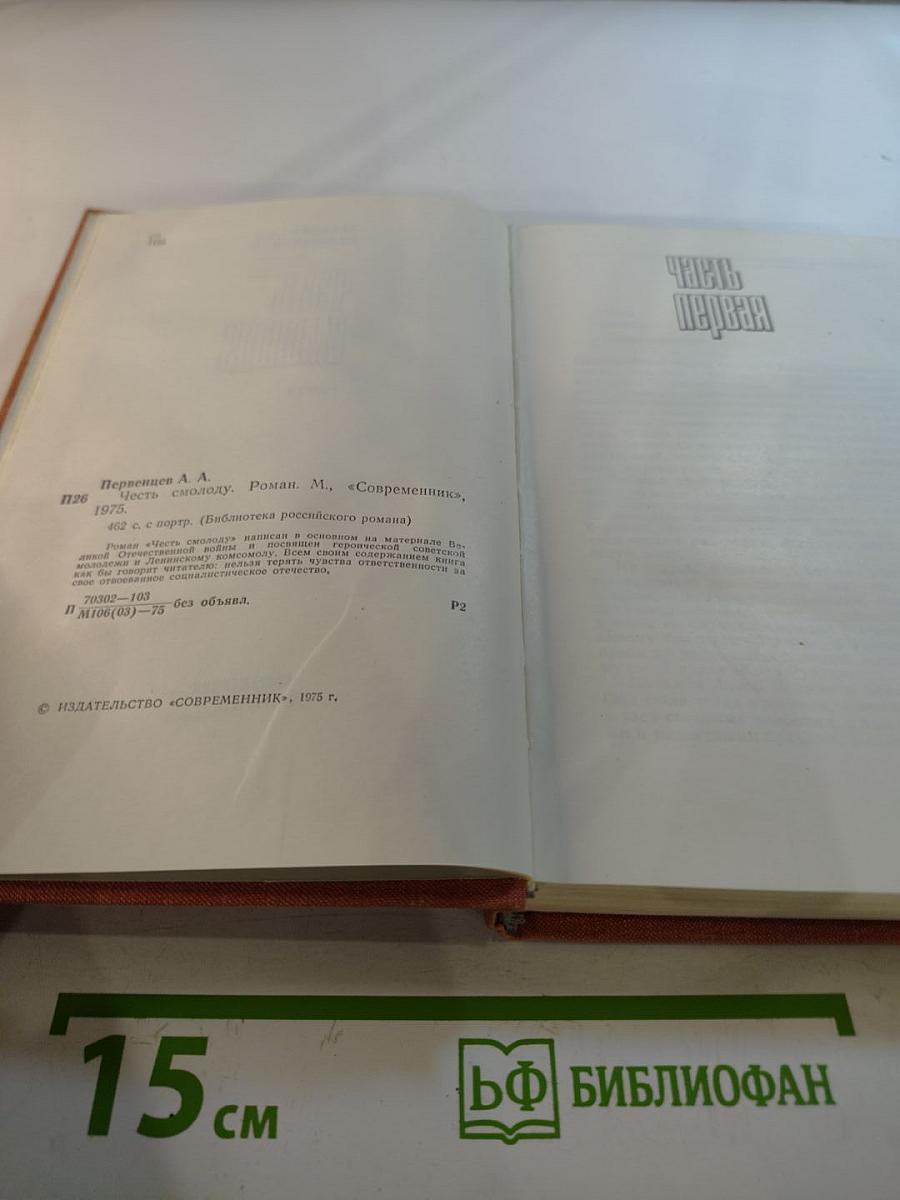 Первенцев А. А.
П26 Честь смолоду. Роман. М., «Современник»,
1975.
462 с. с портр. (Библиотека российского романа)
Роман «Честь смолоду» написан в основном на материале Ве-
ликой Отечественной войны и посвящен героической советской
молодежи и Ленинскому комсомолу. Всем своим содержанием книга
как бы говорит читателю: нельзя терять чувства ответственности за
свое отвоеванное социалистическое отечество.
П 70302—103
М106(03)—75 без объявл. Р2
© ИЗДАТЕЛЬСТВО «СОВРЕМЕННИК», 1975 г.
часть
первая
15 см
БФ БИБЛИОФАН